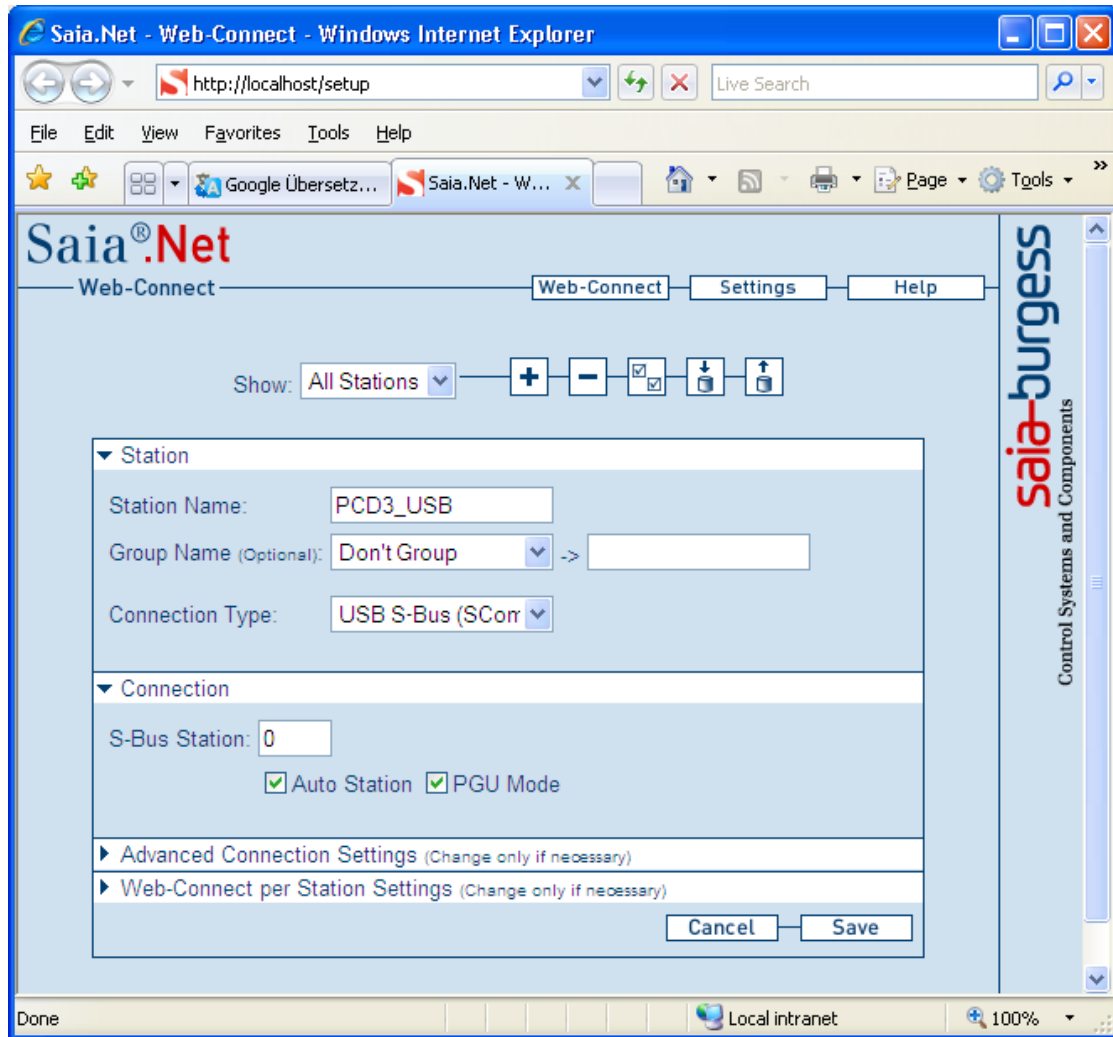 Saia.Net - Web-Connect - Windows Internet Explorer
http://localhost/setup
Live Search
File Edit View Favorites Tools Help
Google Übersetz...
Saia.Net - W...
Page
Tools
»
Saia®.Net
Web-Connect
Web-Connect Settings Help
Show: All Stations
Station
Station Name: PCD3_USB
Group Name (Optional): Don't Group ->
Connection Type: USB S-Bus (SCom
Connection
S-Bus Station: 0
Auto Station PGU Mode
Advanced Connection Settings (Change only if necessary)
Web-Connect per Station Settings (Change only if necessary)
Cancel Save
saia-burgess
Control Systems and Components
Done Local intranet 100%